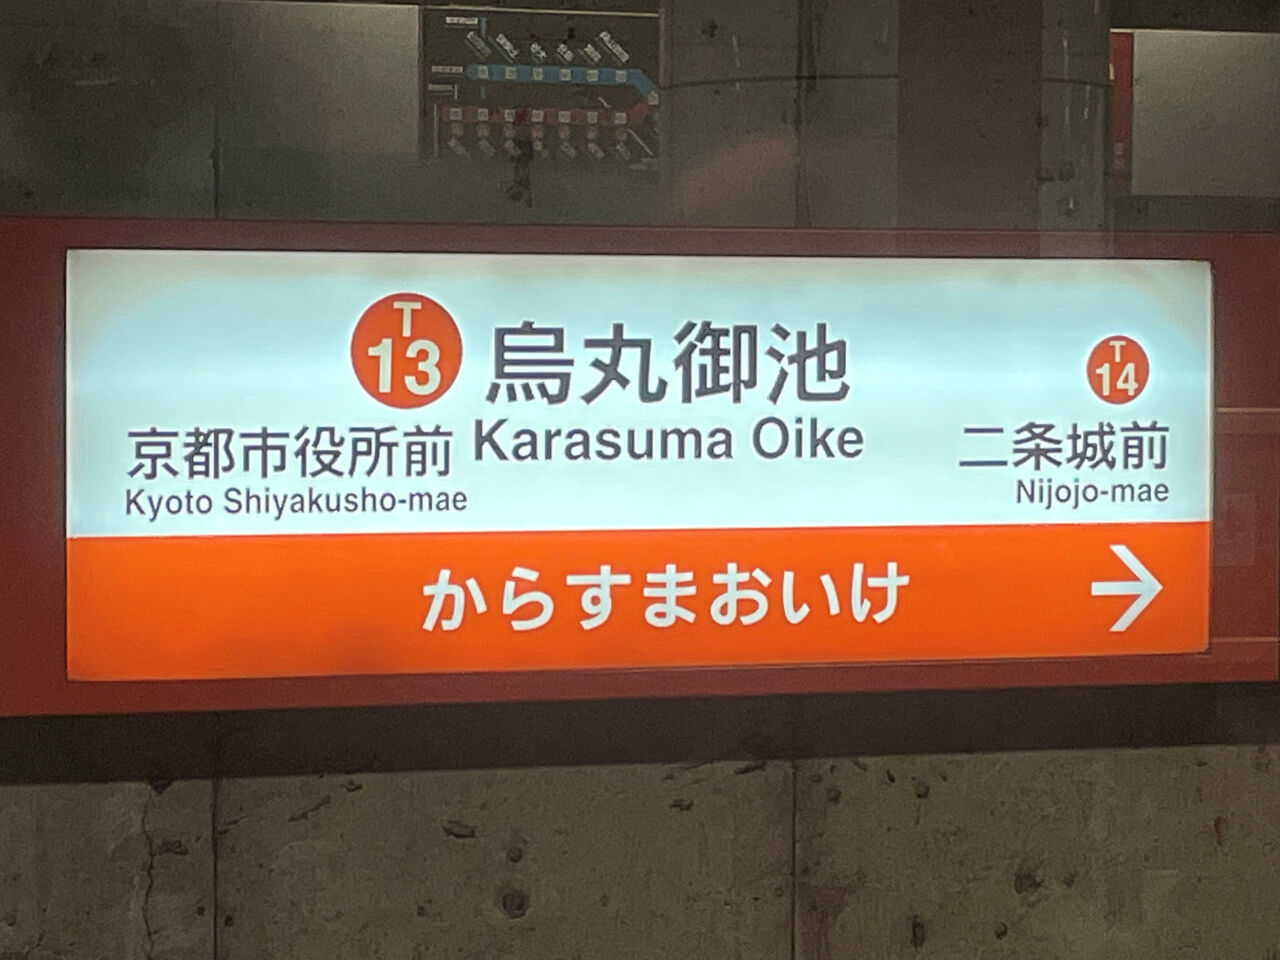 T
13
烏丸御池
Karasuma Oike
京都市役所前
Kyoto Shiyakusho-mae
T
14
二条城前
Nijojo-mae
からすまおいけ
→